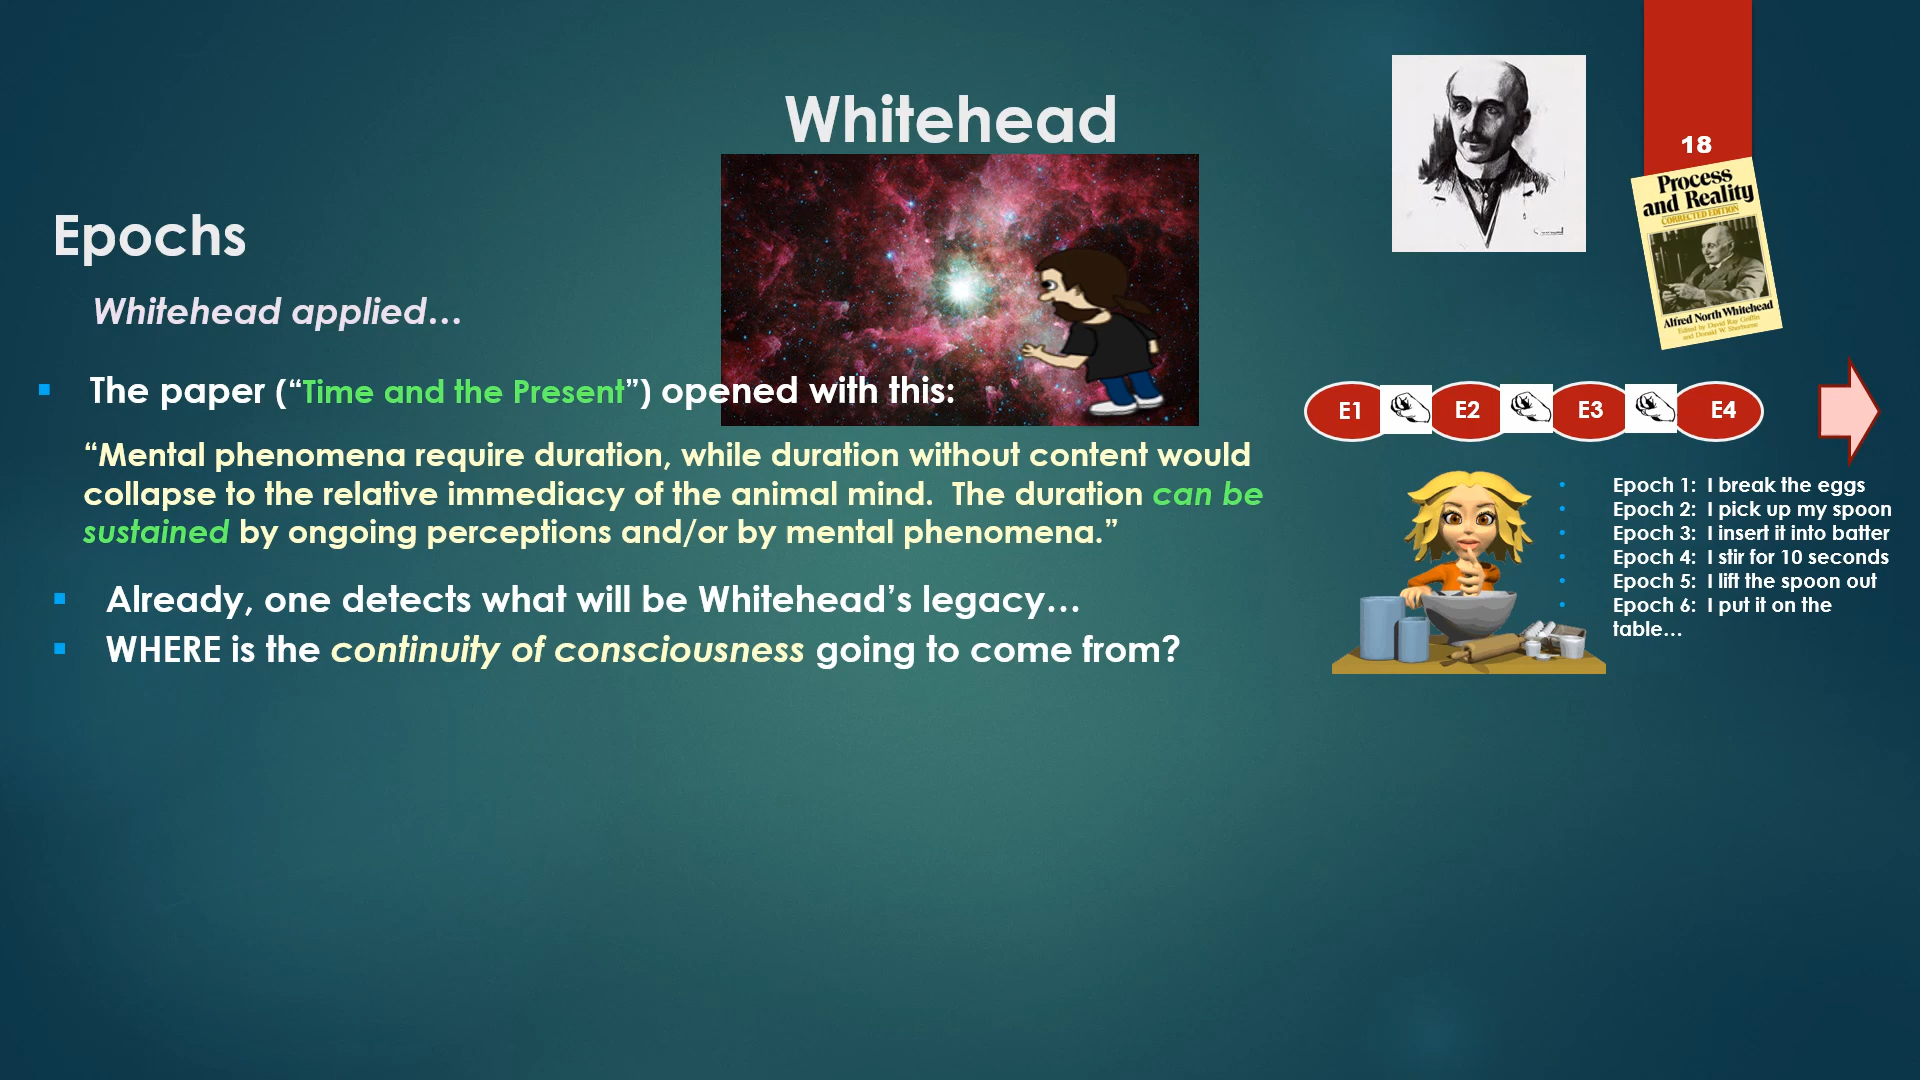 Whitehead
18
Process
and Reality
CORRECTED EDITION
Alfred North Whitehead
Edited by David Ray Griffin
and Donald W. Sherburne
Epochs
Whitehead applied…
▪ The paper (“Time and the Present”) opened with this:
“Mental phenomena require duration, while duration without content would
collapse to the relative immediacy of the animal mind.  The duration can be
sustained by ongoing perceptions and/or by mental phenomena.”
▪ Already, one detects what will be Whitehead’s legacy…
▪ WHERE is the continuity of consciousness going to come from?
E1 E2 E3 E4
• Epoch 1:  I break the eggs
• Epoch 2:  I pick up my spoon
• Epoch 3:  I insert it into batter
• Epoch 4:  I stir for 10 seconds
• Epoch 5:  I lift the spoon out
• Epoch 6:  I put it on the
table…